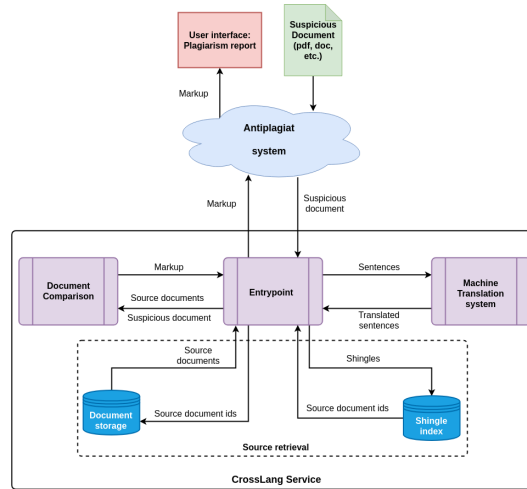 User interface:
Plagiarism report
Suspicious
Document
(pdf, doc,
etc.)
Markup
Antiplagiat
system
Markup
Suspicious
document
Document
Comparison
Markup
Source documents
Suspicious document
Entrypoint
Sentences
Translated
sentences
Machine
Translation
system
Source
documents
Shingles
Document
storage
Source document ids
Source document ids
Shingle
index
Source retrieval
CrossLang Service